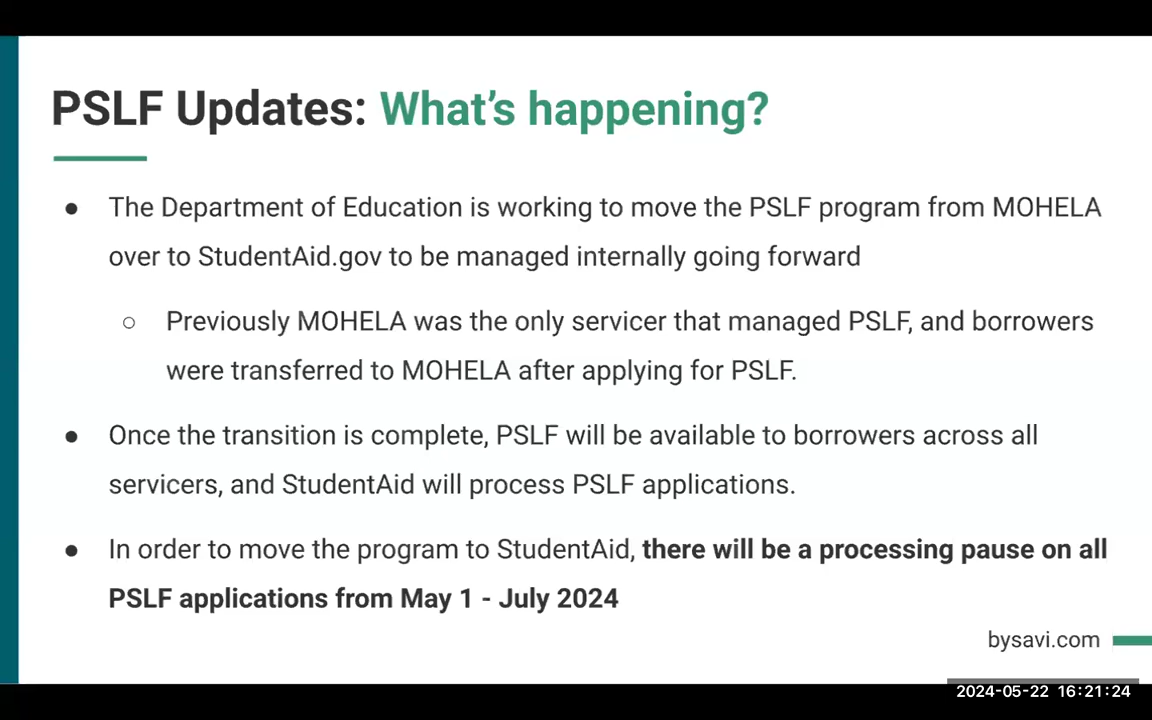 PSLF Updates: What's happening?
● The Department of Education is working to move the PSLF program from MOHELA
over to StudentAid.gov to be managed internally going forward
○ Previously MOHELA was the only servicer that managed PSLF, and borrowers
were transferred to MOHELA after applying for PSLF.
● Once the transition is complete, PSLF will be available to borrowers across all
servicers, and StudentAid will process PSLF applications.
● In order to move the program to StudentAid, there will be a processing pause on all
PSLF applications from May 1 - July 2024
bysavi.com
2024-05-22 16:21:24